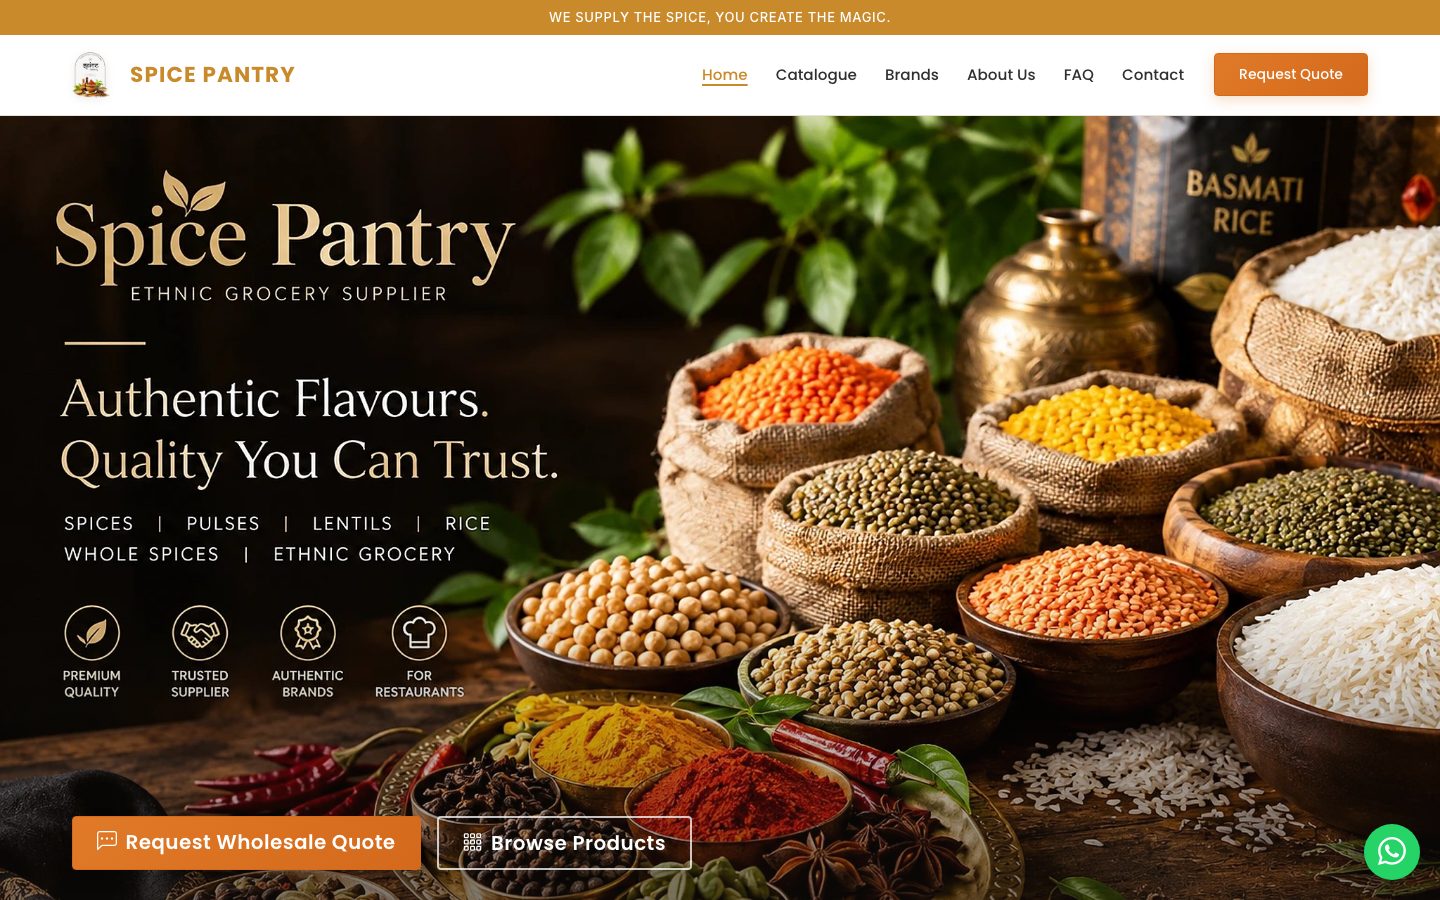 WE SUPPLY THE SPICE, YOU CREATE THE MAGIC.
SPICE PANTRY
Home
Catalogue
Brands
About Us
FAQ
Contact
Request Quote
BASMATI
RICE
Spice Pantry
ETHNIC GROCERY SUPPLIER
Authentic Flavours.
Quality You Can Trust.
SPICES | PULSES | LENTILS | RICE
WHOLE SPICES | ETHNIC GROCERY
PREMIUM
QUALITY
TRUSTED
SUPPLIER
AUTHENTIC
BRANDS
FOR
RESTAURANTS
Request Wholesale Quote
Browse Products